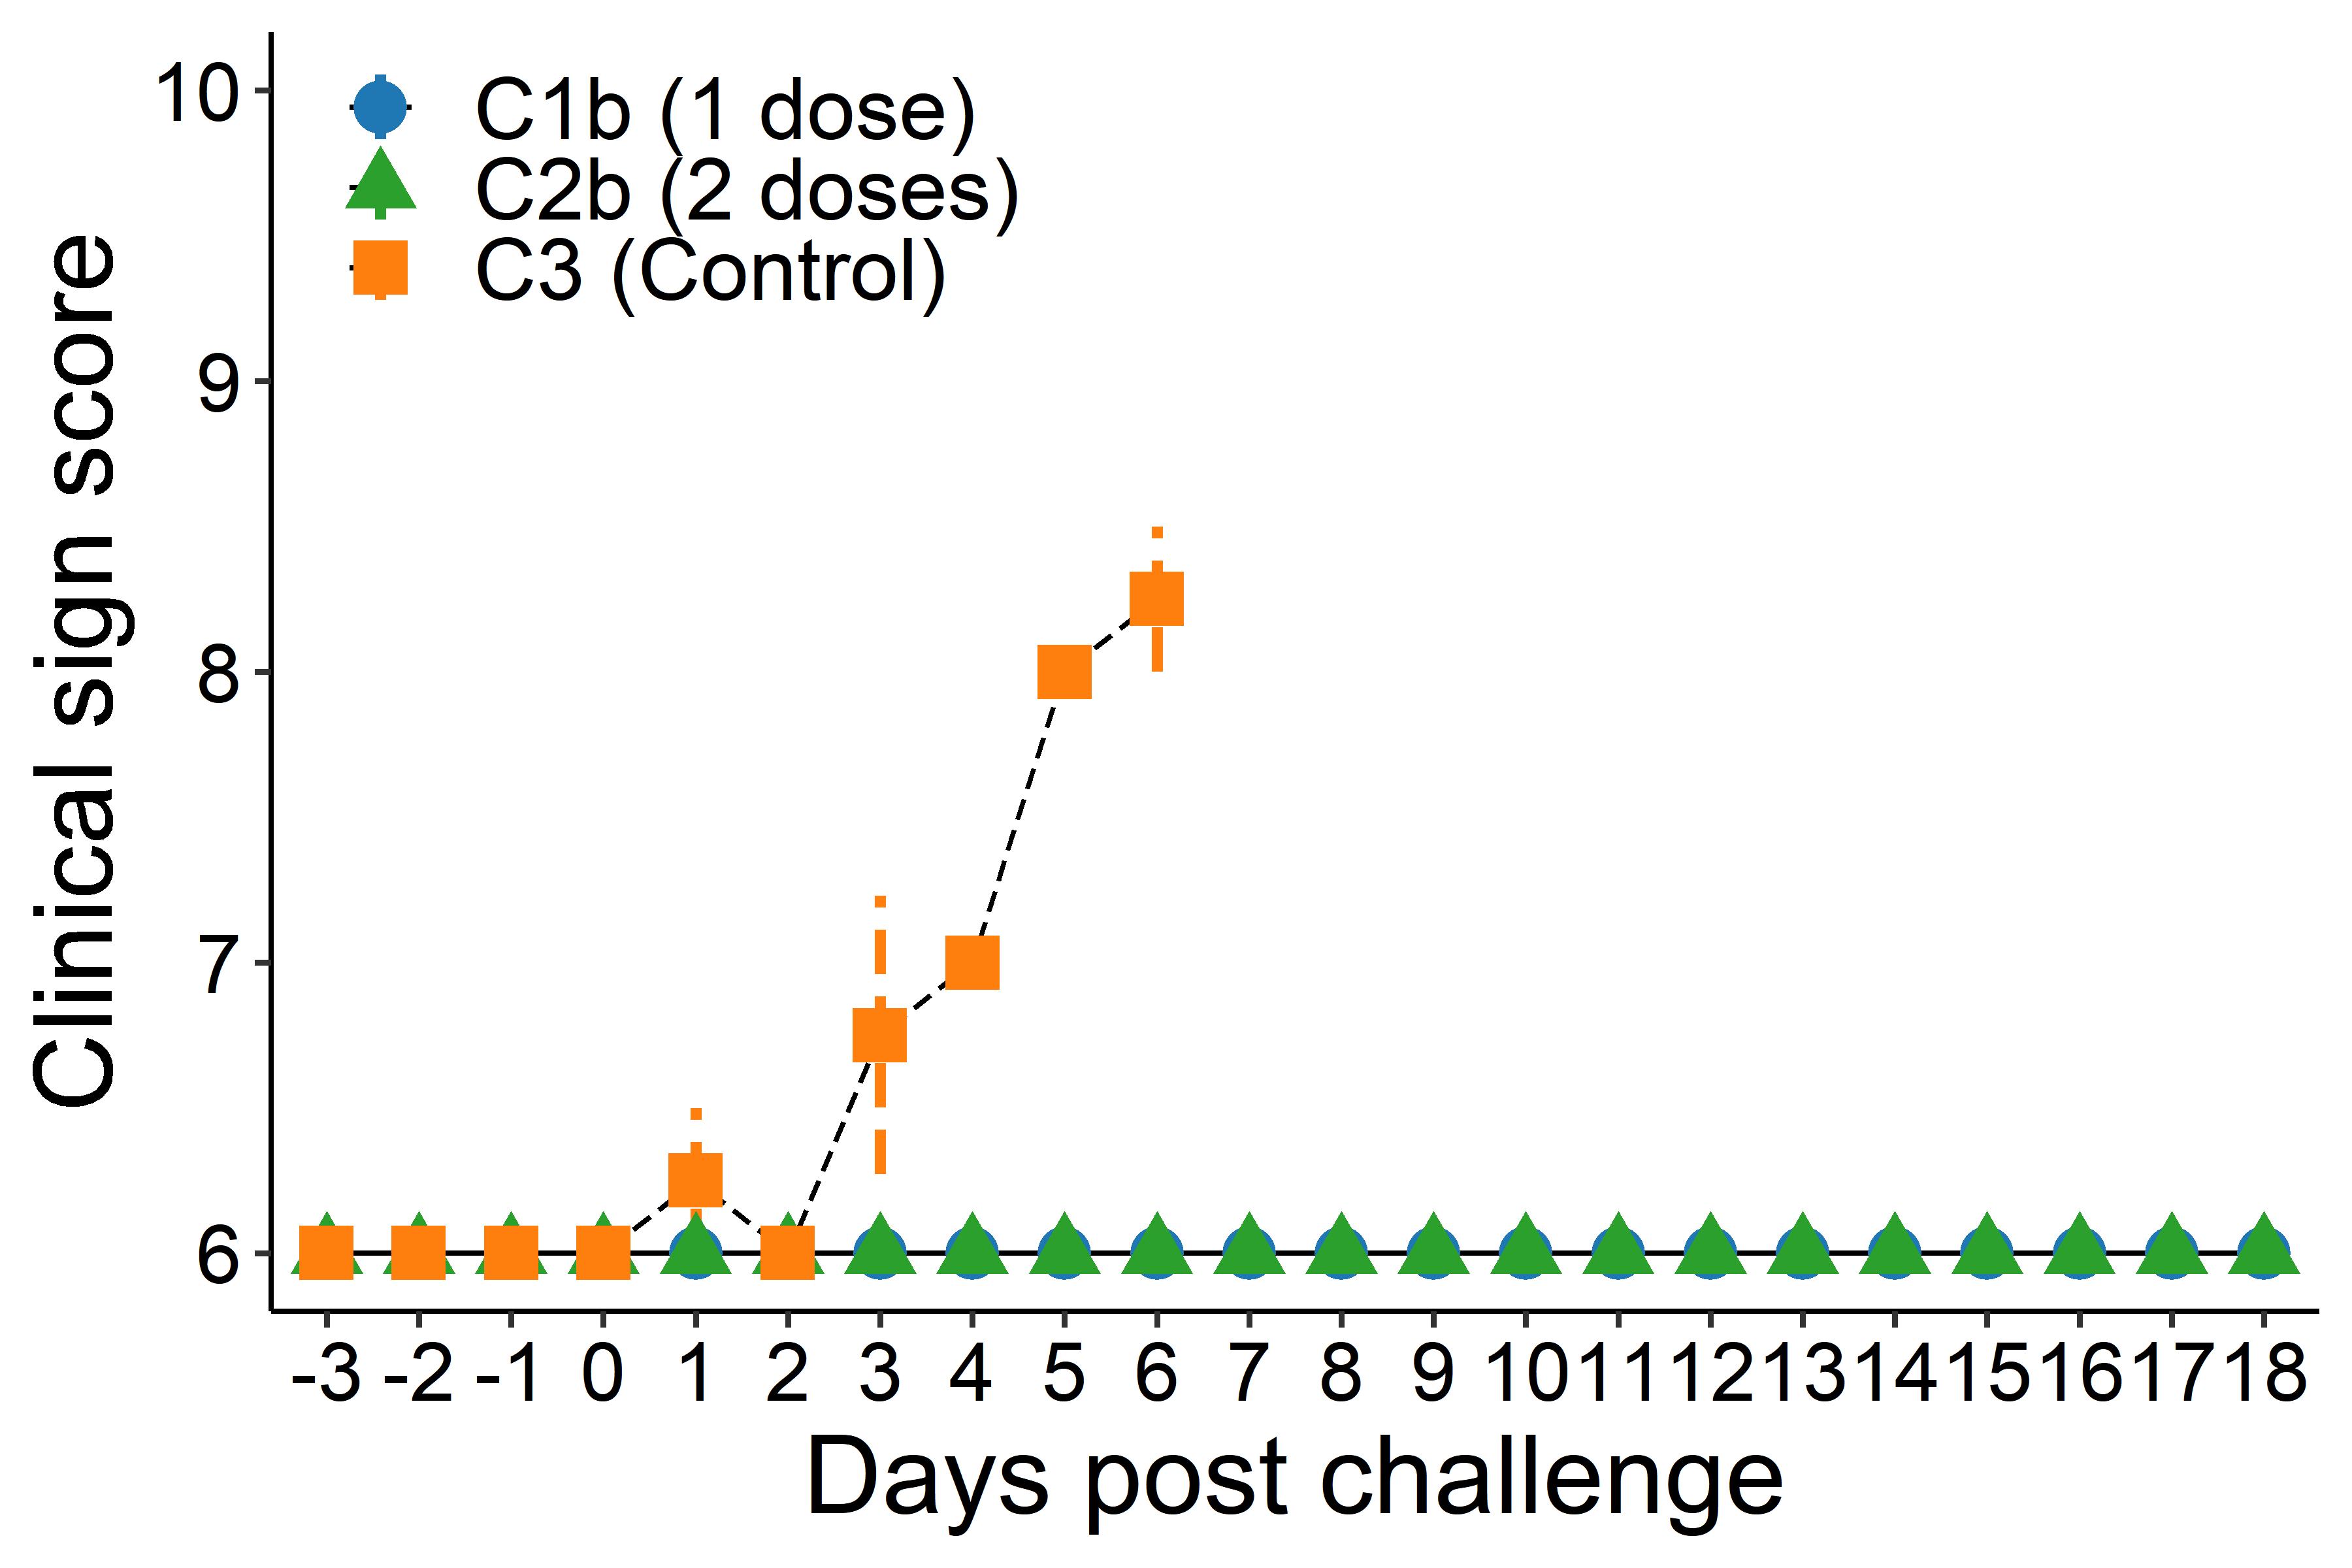 Clinical sign score
10
9
8
7
6
C1b (1 dose)
C2b (2 doses)
C3 (Control)
-3 -2 -1 0 1 2 3 4 5 6 7 8 9 10 11 12 13 14 15 16 17 18
Days post challenge